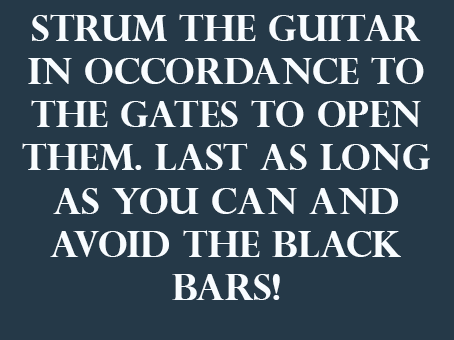 STRUM THE GUITAR
IN OCCORDANCE TO
THE GATES TO OPEN
THEM. LAST AS LONG
AS YOU CAN AND
AVOID THE BLACK
BARS!